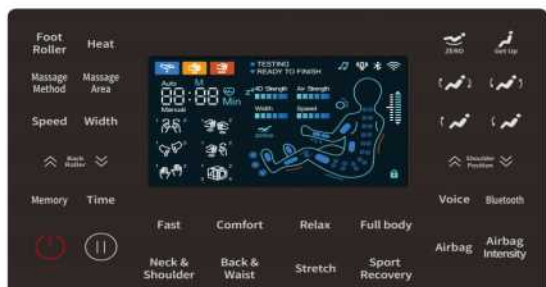 Foot
Roller
Heat
Massage
Method
Massage
Area
Speed
Width
Back
Roller
Memory
Time
Auto
M
88:88
Min
Manual
TESTING
READY TO FINISH
4D Strength
Air Strength
Width
Speed
ZERO
Get Up
Shoulder
Position
Voice
Bluetooth
Airbag
Airbag
Intensity
Fast
Comfort
Relax
Full body
Neck &
Shoulder
Back &
Waist
Stretch
Sport
Recovery